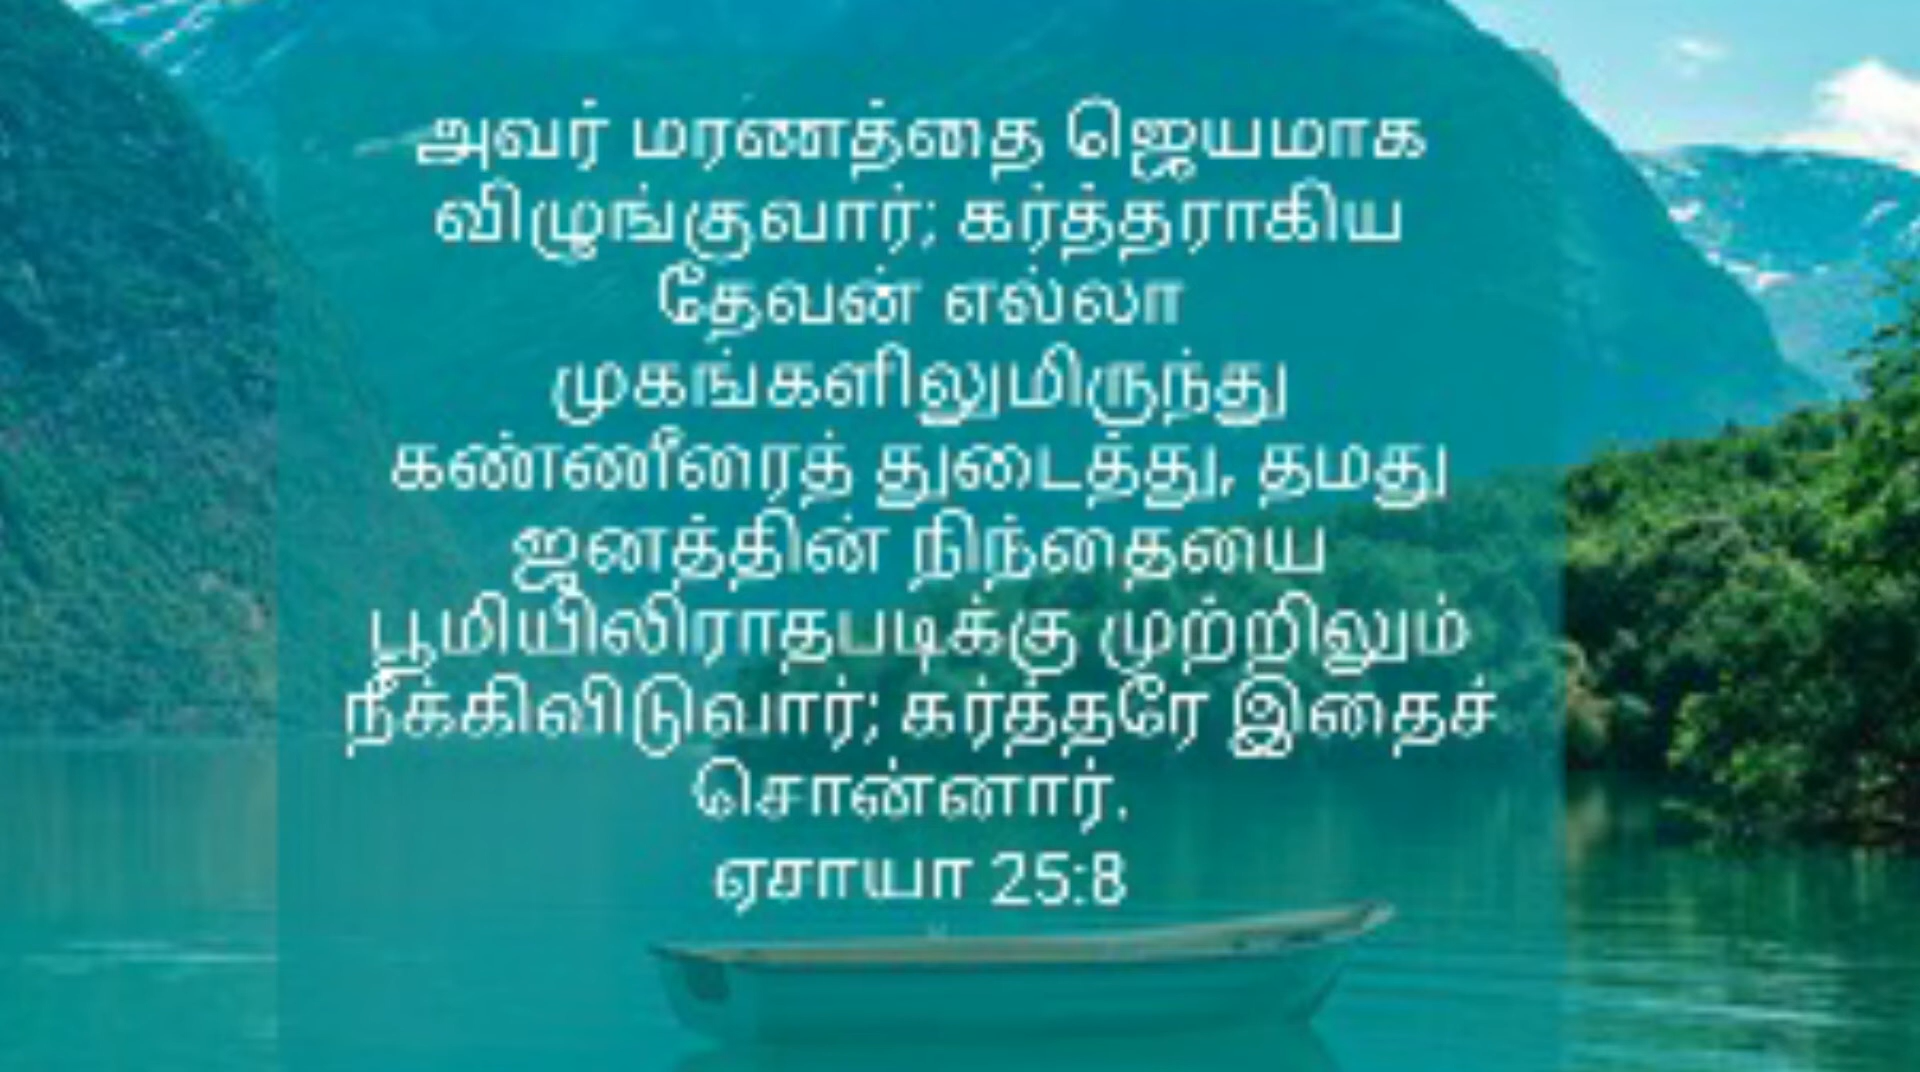 அவர் மரணத்தை ஜெயமாக
விழுங்குவார்; கர்த்தராகிய
தேவன் எல்லா
முகங்களிலுமிருந்து
கண்ணீரைத் துடைத்து, தமது
ஜனத்தின் நிந்தையை
பூமியிலிராதபடிக்கு முற்றிலும்
நீக்கிவிடுவார்; கர்த்தரே இதைச்
சொன்னார்.
ஏசாயா 25:8